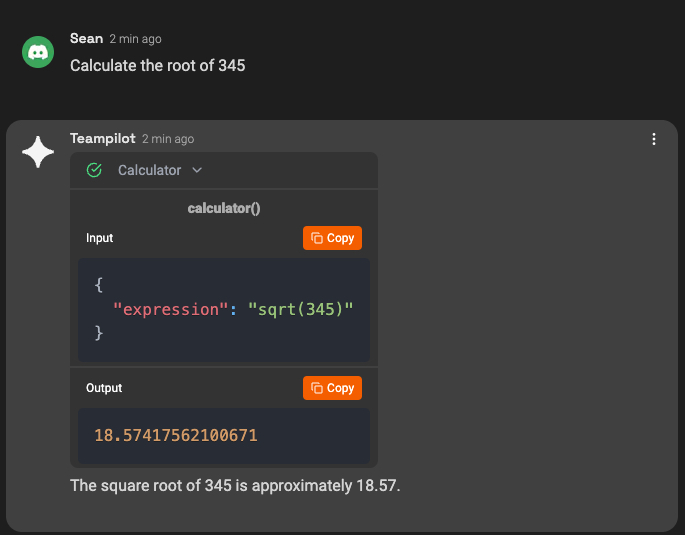 Sean 2 min ago
Calculate the root of 345
Teampilot 2 min ago
Calculator
calculator()
Input Copy
{
"expression": "sqrt(345)"
}
Output Copy
18.57417562100671
The square root of 345 is approximately 18.57.